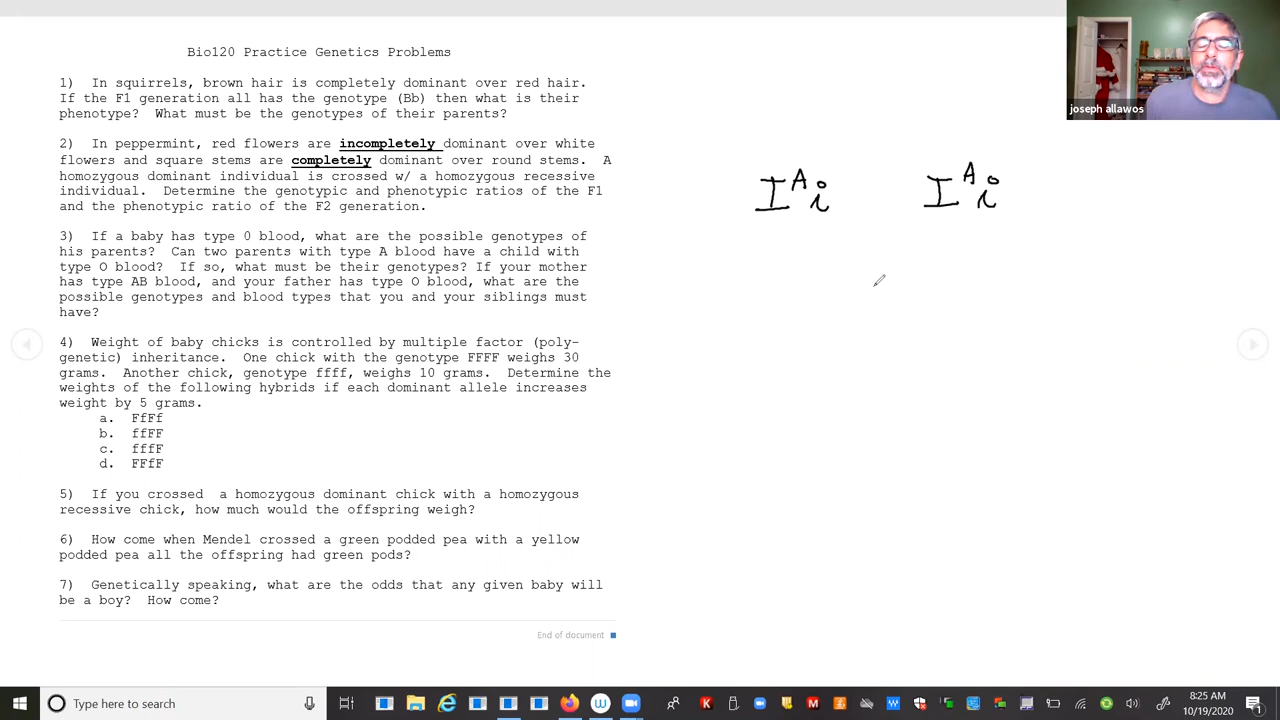 Bio120 Practice Genetics Problems
1) In squirrels, brown hair is completely dominant over red hair.
If the F1 generation all has the genotype (Bb) then what is their
phenotype? What must be the genotypes of their parents?
2) In peppermint, red flowers are incompletely dominant over white
flowers and square stems are completely dominant over round stems. A
homozygous dominant individual is crossed w/ a homozygous recessive
individual. Determine the genotypic and phenotypic ratios of the F1
and the phenotypic ratio of the F2 generation.
3) If a baby has type 0 blood, what are the possible genotypes of
his parents? Can two parents with type A blood have a child with
type O blood? If so, what must be their genotypes? If your mother
has type AB blood, and your father has type O blood, what are the
possible genotypes and blood types that you and your siblings must
have?
4) Weight of baby chicks is controlled by multiple factor (poly-
genetic) inheritance. One chick with the genotype FFFF weighs 30
grams. Another chick, genotype ffff, weighs 10 grams. Determine the
weights of the following hybrids if each dominant allele increases
weight by 5 grams.
a. FfFf
b. ffFF
c. fffF
d. FFfF
5) If you crossed a homozygous dominant chick with a homozygous
recessive chick, how much would the offspring weigh?
6) How come when Mendel crossed a green podded pea with a yellow
podded pea all the offspring had green pods?
7) Genetically speaking, what are the odds that any given baby will
be a boy? How come?
End of document
I^A i^o I^A i^o
joseph allawos
Type here to search
8:25 AM
10/19/2020